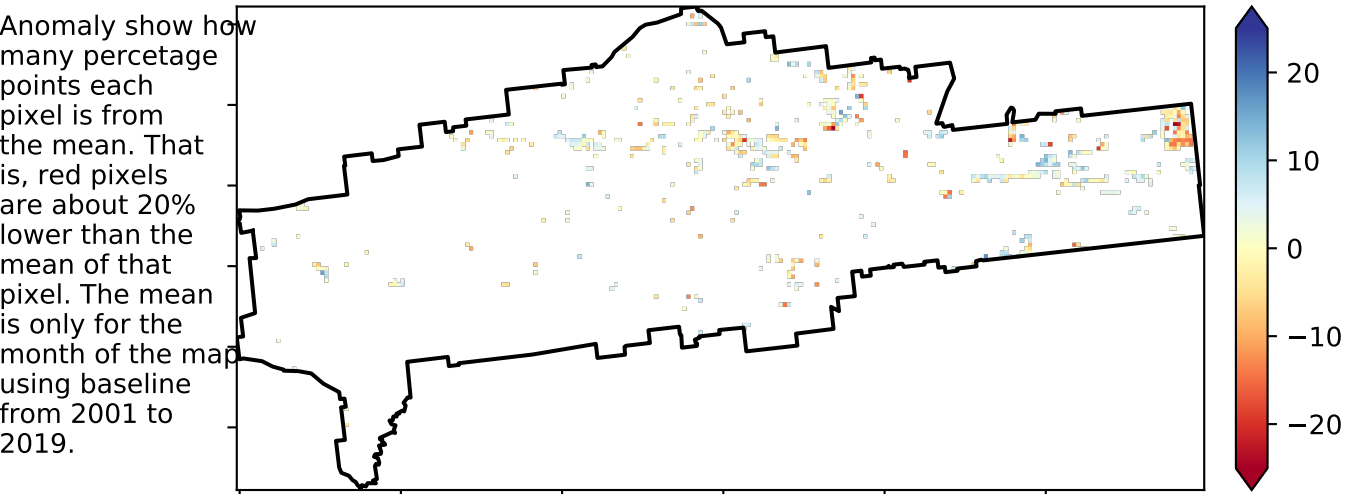 Anomaly show how
many percetage
points each
pixel is from
the mean. That
is, red pixels
are about 20%
lower than the
mean of that
pixel. The mean
is only for the
month of the map
using baseline
from 2001 to
2019.
20
10
0
−10
−20